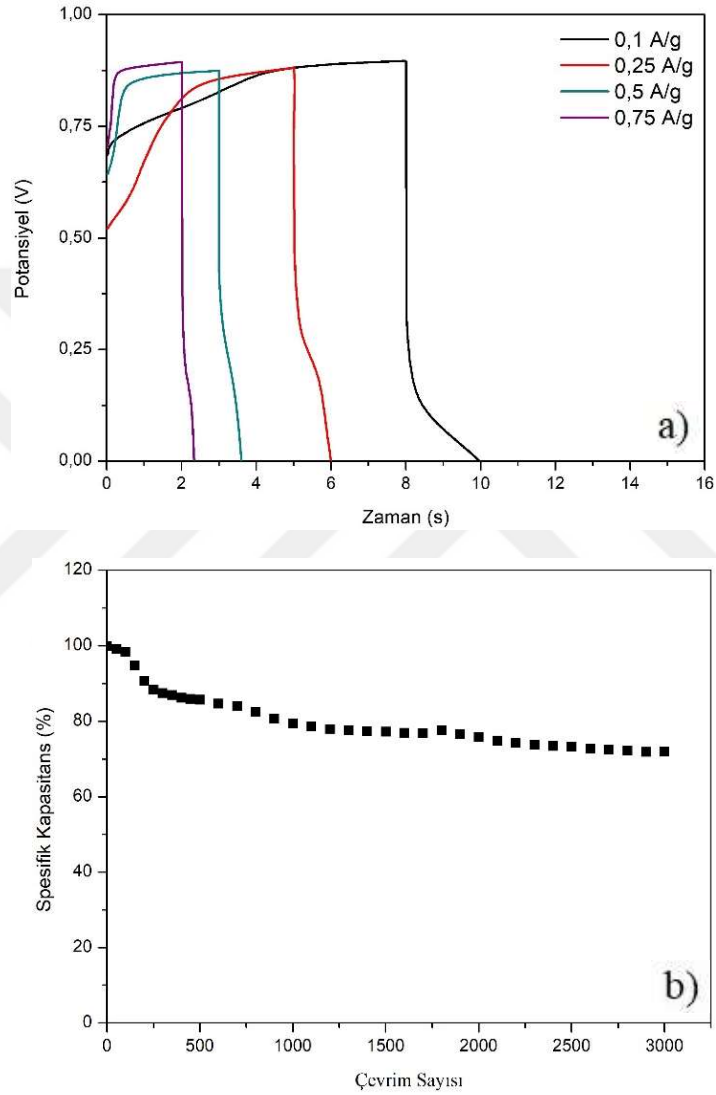 1,00
0,75
0,50
0,25
0,00
Potansiyel (V)
0,1 A/g
0,25 A/g
0,5 A/g
0,75 A/g
a)
0 2 4 6 8 10 12 14 16
Zaman (s)
120
100
80
60
40
20
0
Spesifik Kapasitans (%)
b)
0 500 1000 1500 2000 2500 3000
Çevrim Sayısı